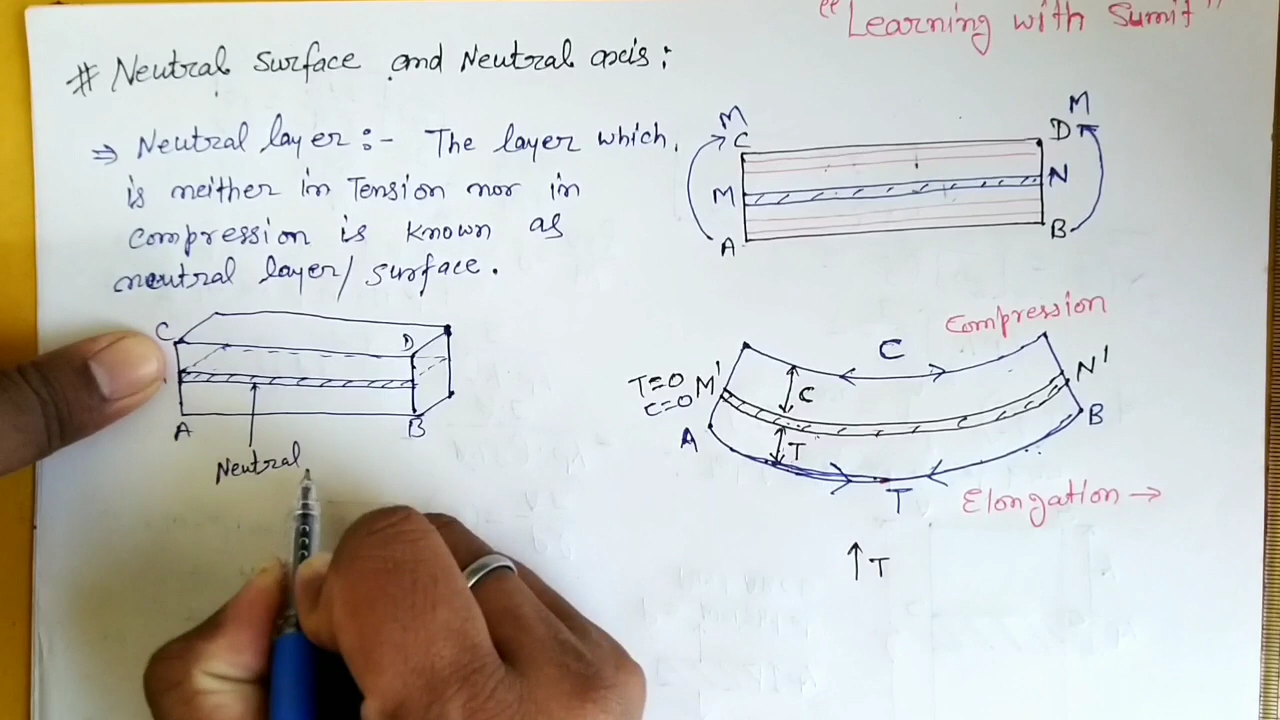 "Learning with Sumit"
# Neutral surface and Neutral axis :
⇒ Neutral layer :- The layer which
is neither in Tension nor in
compression is known as
neutral layer/ surface.
M M
C D
M N
A B
C D
A B
Neutral
Compression
C
T=0 M' N'
C=0
C
A B
T
T
Elongation →
↑ T